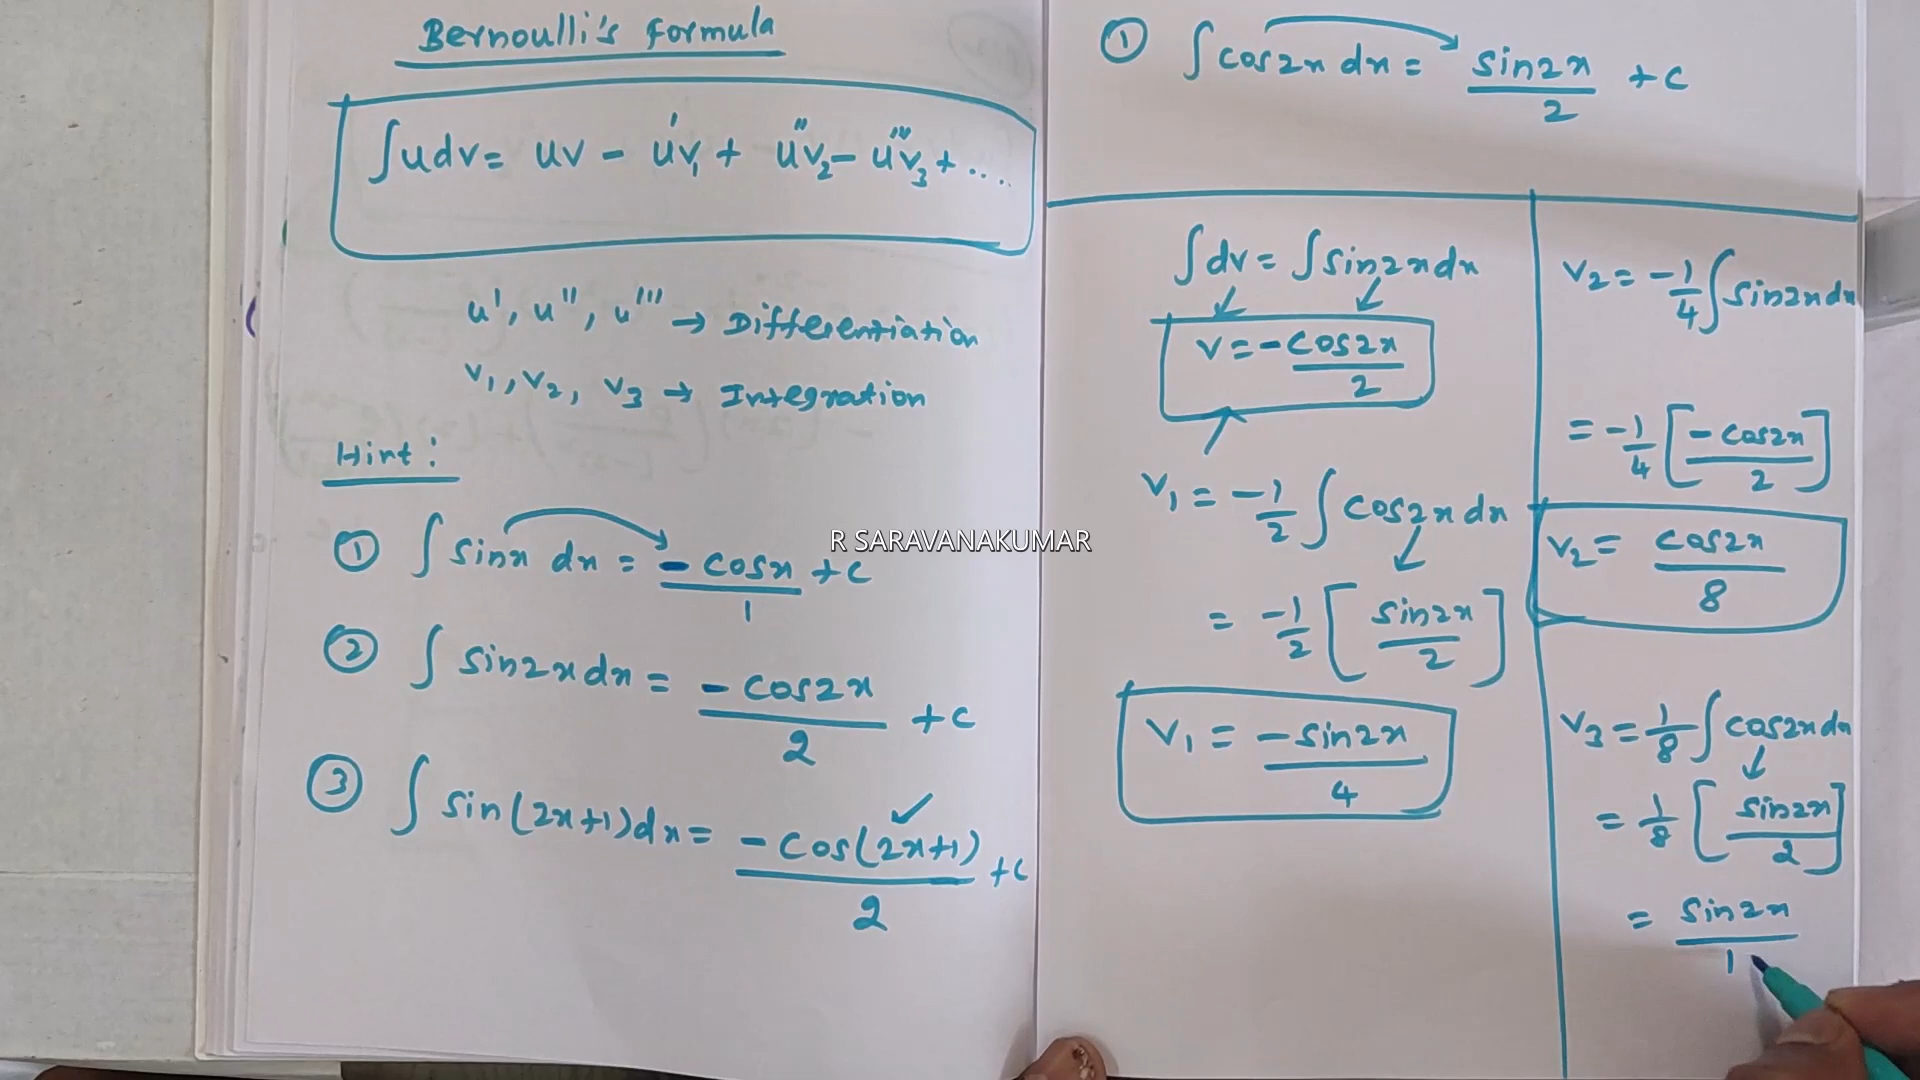 Bernoulli's Formula
∫udv = uv - u'v₁ + u''v₂ - u'''v₃ + ....
u', u'', u''' → Differentiation
v₁, v₂, v₃ → Integration
Hint:
① ∫ sinx dx = -cosx/1 + c
② ∫ sin2x dx = -cos2x/2 + c
③ ∫ sin(2x+1)dx = -cos(2x+1)/2 + c
R SARAVANAKUMAR
① ∫ cos2x dx = sin2x/2 + c
∫dv = ∫sin2x dx
v = -cos2x/2
v₁ = -1/2 ∫ cos2x dx
= -1/2 [sin2x/2]
v₁ = -sin2x/4
v₂ = -1/4 ∫sin2x dx
= -1/4 [-cos2x/2]
v₂ = cos2x/8
v₃ = 1/8 ∫cos2x dx
= 1/8 [sin2x/2]
= sin2x/1